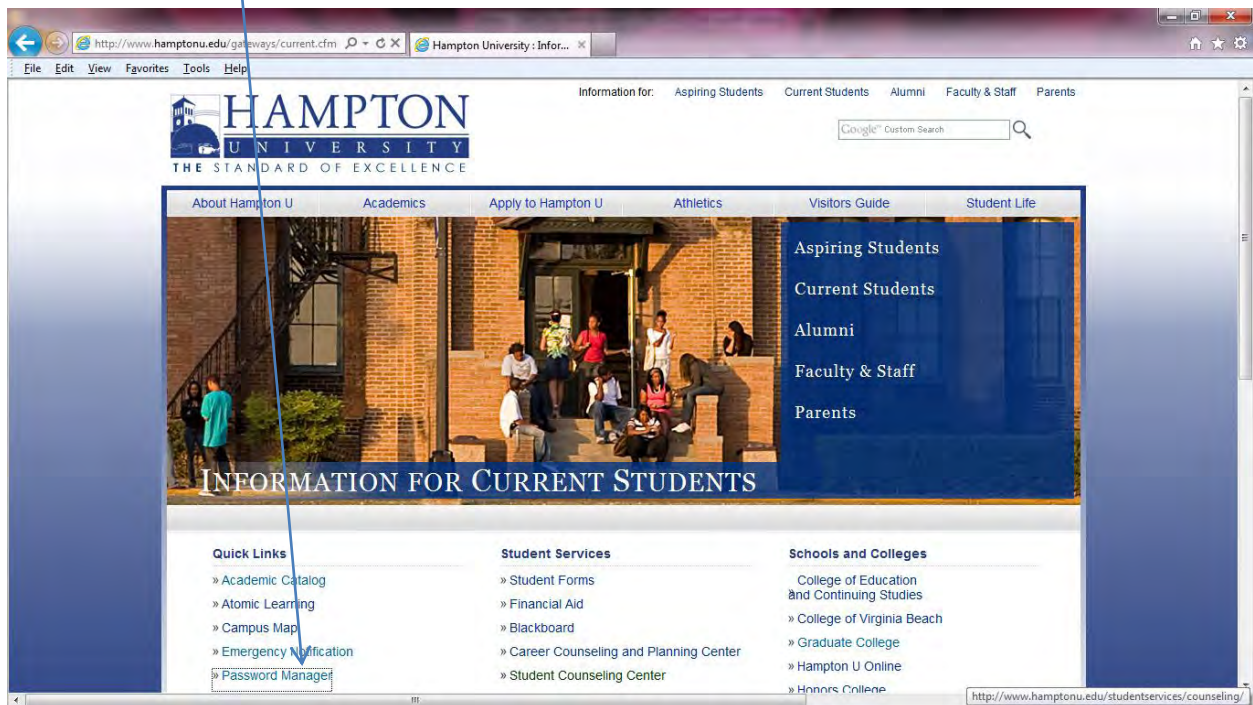 http://www.hamptonu.edu/gateways/current.cfm
Hampton University : Infor...
File Edit View Favorites Tools Help
HAMPTON
UNIVERSITY
THE STANDARD OF EXCELLENCE
Information for: Aspiring Students Current Students Alumni Faculty & Staff Parents
Google™ Custom Search
About Hampton U Academics Apply to Hampton U Athletics Visitors Guide Student Life
Aspiring Students
Current Students
Alumni
Faculty & Staff
Parents
INFORMATION FOR CURRENT STUDENTS
Quick Links
» Academic Catalog
» Atomic Learning
» Campus Map
» Emergency Notification
» Password Manager
Student Services
» Student Forms
» Financial Aid
» Blackboard
» Career Counseling and Planning Center
» Student Counseling Center
Schools and Colleges
» College of Education
and Continuing Studies
» College of Virginia Beach
» Graduate College
» Hampton U Online
» Honors College
http://www.hamptonu.edu/studentservices/counseling/